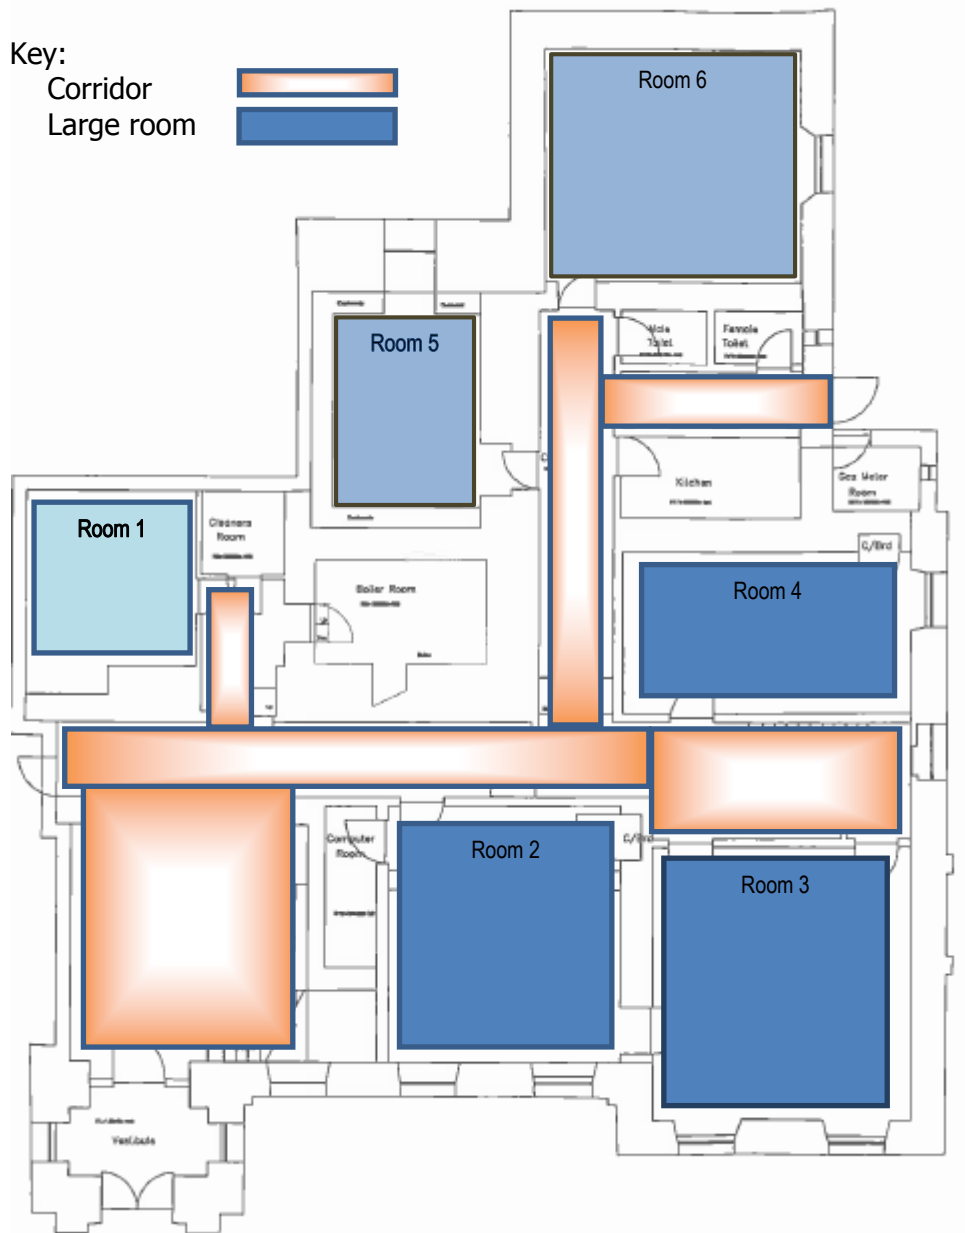 Key:
Corridor
Large room
Room 6
Room 5
Male
Toilet
Female
Toilet
Kitchen
Gas Meter
Room
Room 1
Cleaners
Room
C/Brd
Boiler Room
Room 4
Computer
Room
Room 2
C/Brd
Room 3
Vestibule